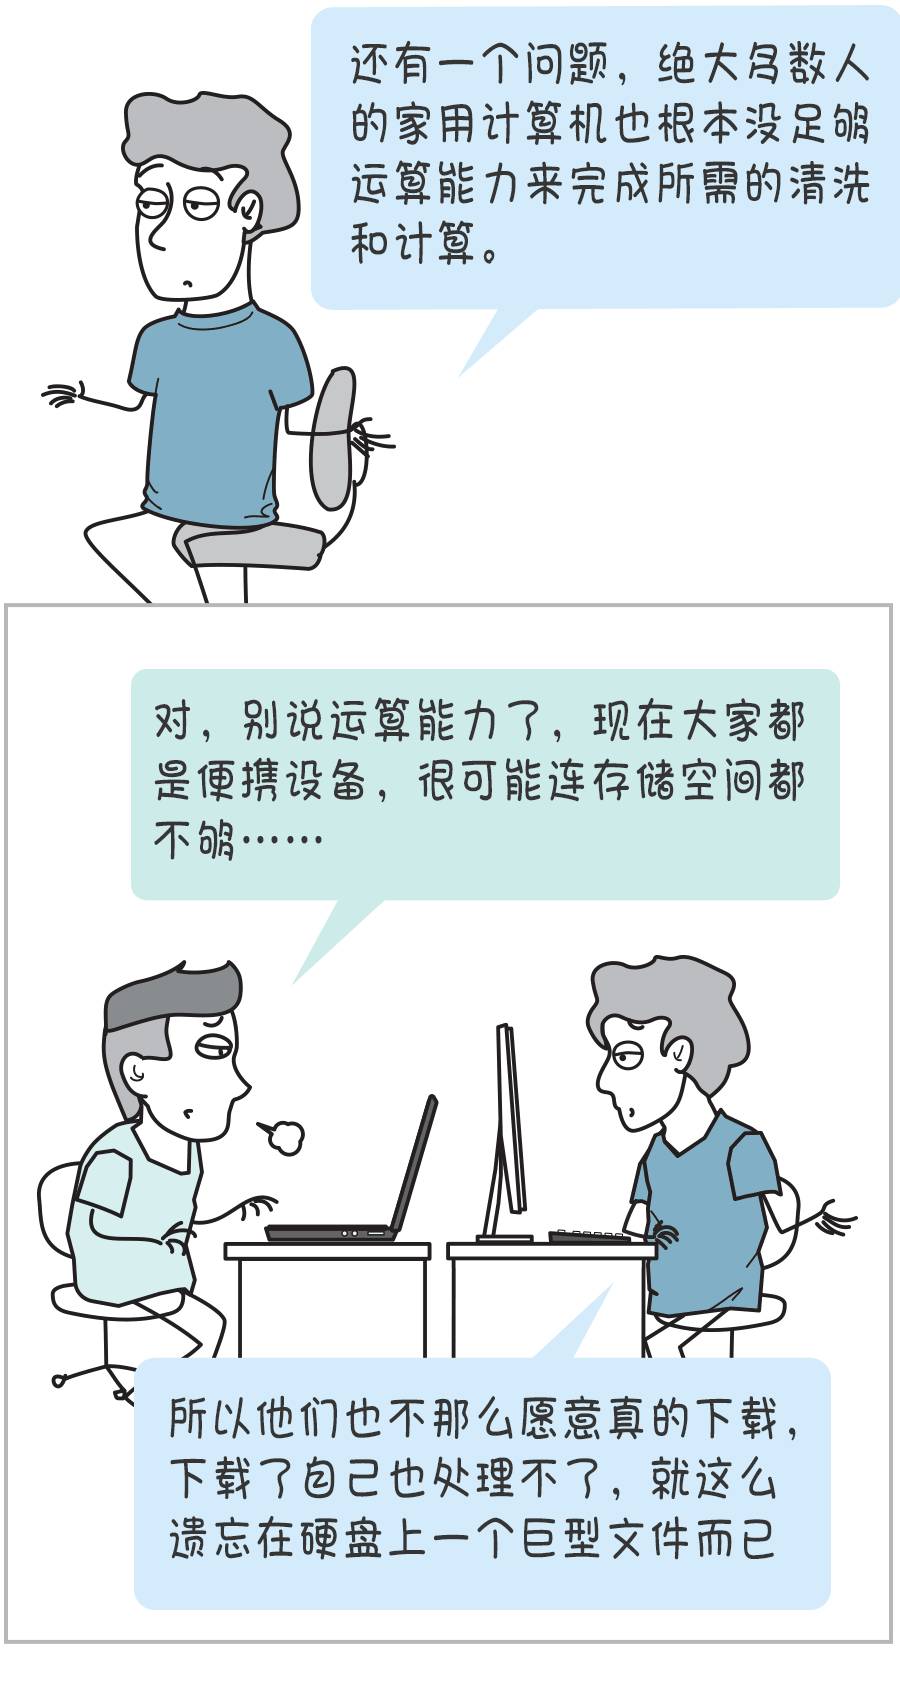 还有一个问题，绝大多数人
的家用计算机也根本没足够
运算能力来完成所需的清洗
和计算。
对，别说运算能力了，现在大家都
是便携设备，很可能连存储空间都
不够……
所以他们也不那么愿意真的下载，
下载了自己也处理不了，就这么
遗忘在硬盘上一个巨型文件而已